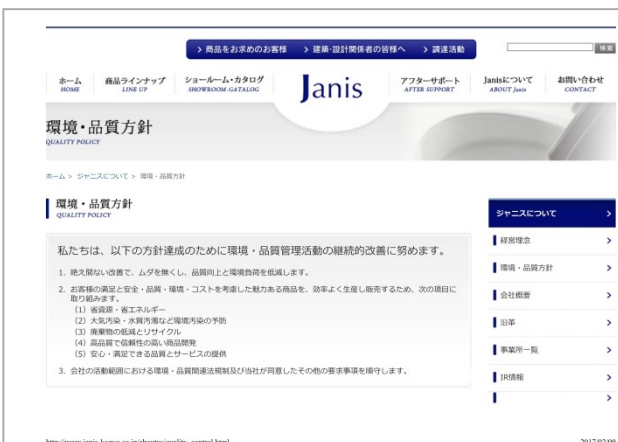 > 商品をお求めのお客様 > 建築・設計関係者の皆様へ > 調達活動 検索
ホーム 商品ラインナップ ショールーム・カタログ Janis アフターサポート Janisについて お問い合わせ
HOME LINE UP SHOWROOM·GATALOG AFTER SUPPORT ABOUT Janis CONTACT
環境・品質方針
QUALITY POLICY
ホーム > ジャニスについて > 環境・品質方針
環境・品質方針
QUALITY POLICY
私たちは、以下の方針達成のために環境・品質管理活動の継続的改善に努めます。
1. 絶え間ない改善で、ムダを無くし、品質向上と環境負荷を低減します。
2. お客様の満足と安全・品質・環境・コストを考慮した魅力ある商品を、効率よく生産し販売するため、次の項目に
取り組みます。
(1) 省資源・省エネルギー
(2) 大気汚染・水質汚濁など環境汚染の予防
(3) 廃棄物の低減とリサイクル
(4) 高品質で信頼性の高い商品開発
(5) 安心・満足できる品質とサービスの提供
3. 会社の活動範囲における環境・品質関連法規制及び当社が同意したその他の要求事項を順守します。
ジャニスについて >
経営理念 >
環境・品質方針 >
会社概要 >
沿革 >
事業所一覧 >
IR情報 >
>
2017/02/09